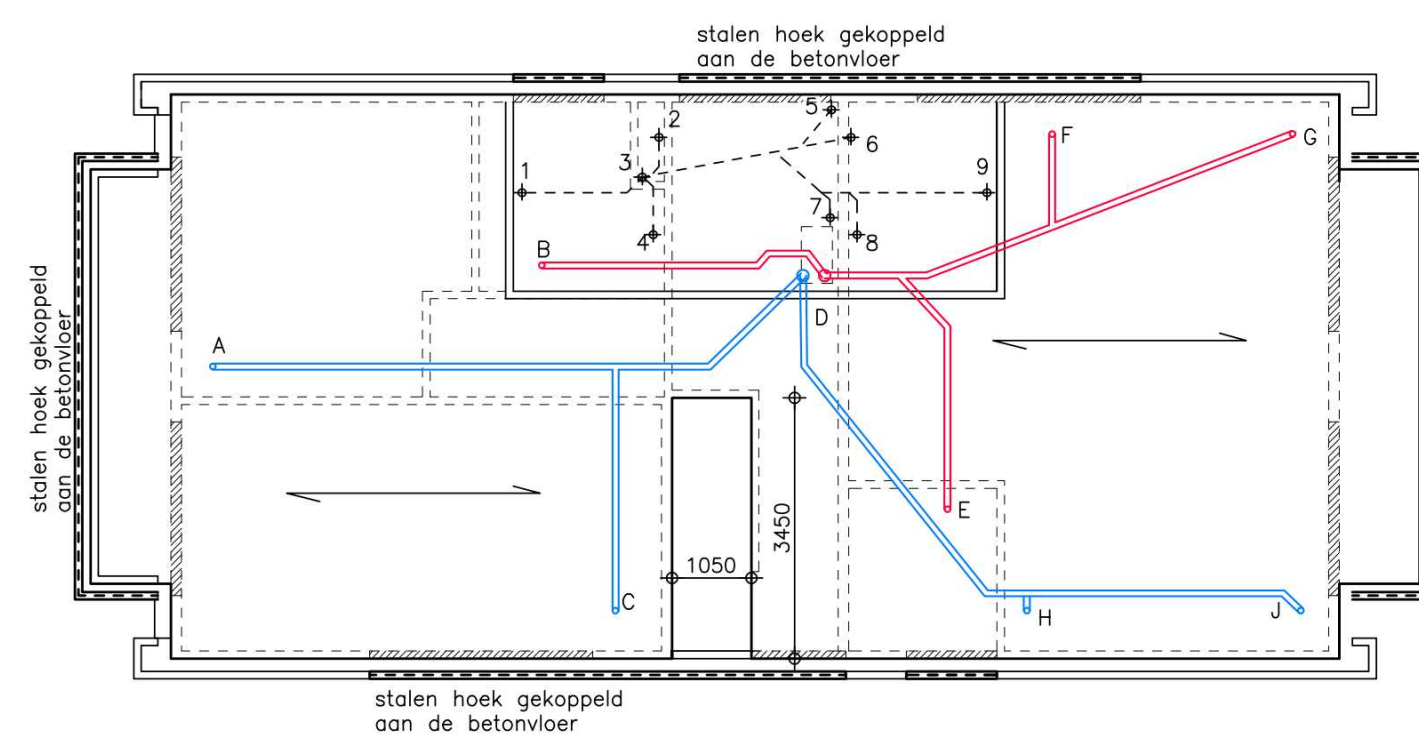 stalen hoek gekoppeld
aan de betonvloer
5
2
6
F
G
3
1
9
7
4
8
B
D
A
stalen hoek gekoppeld
aan de betonvloer
3450
E
1050
C
H
J
stalen hoek gekoppeld
aan de betonvloer